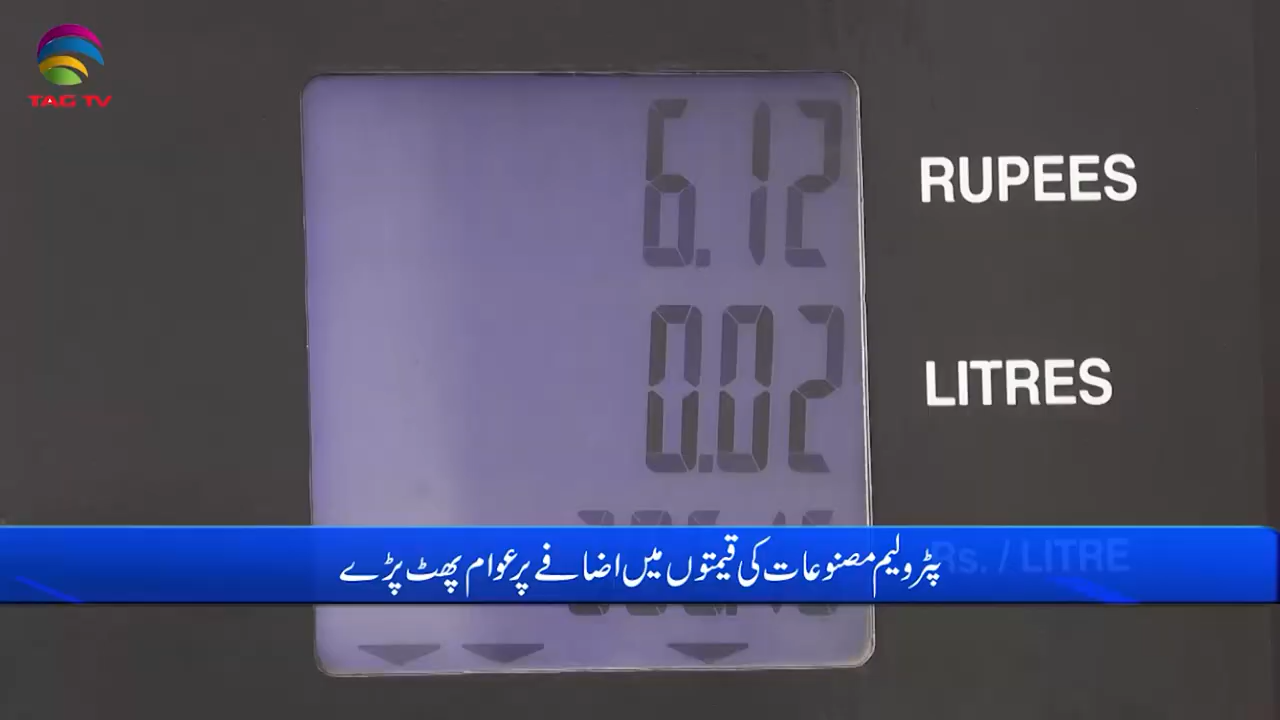 TAG TV
6.12
RUPEES
0.02
LITRES
Rs. / LITRE
پٹرولیم مصنوعات کی قیمتوں میں اضافے پر عوام پھٹ پڑے